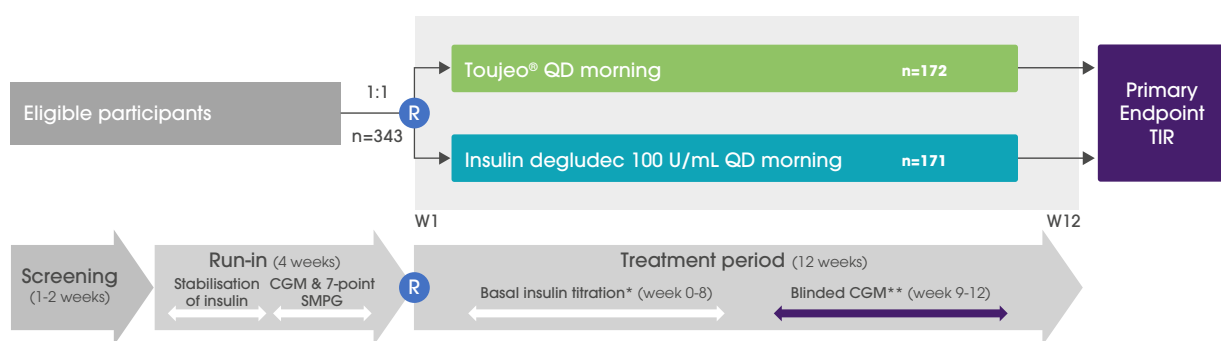 Eligible participants
1:1
n=343
R
Toujeo® QD morning
n=172
Insulin degludec 100 U/mL QD morning
n=171
Primary
Endpoint
TIR
W1
W12
Screening
(1-2 weeks)
Run-in (4 weeks)
Stabilisation
of insulin
CGM & 7-point
SMPG
R
Treatment period (12 weeks)
Basal insulin titration* (week 0-8)
Blinded CGM** (week 9-12)